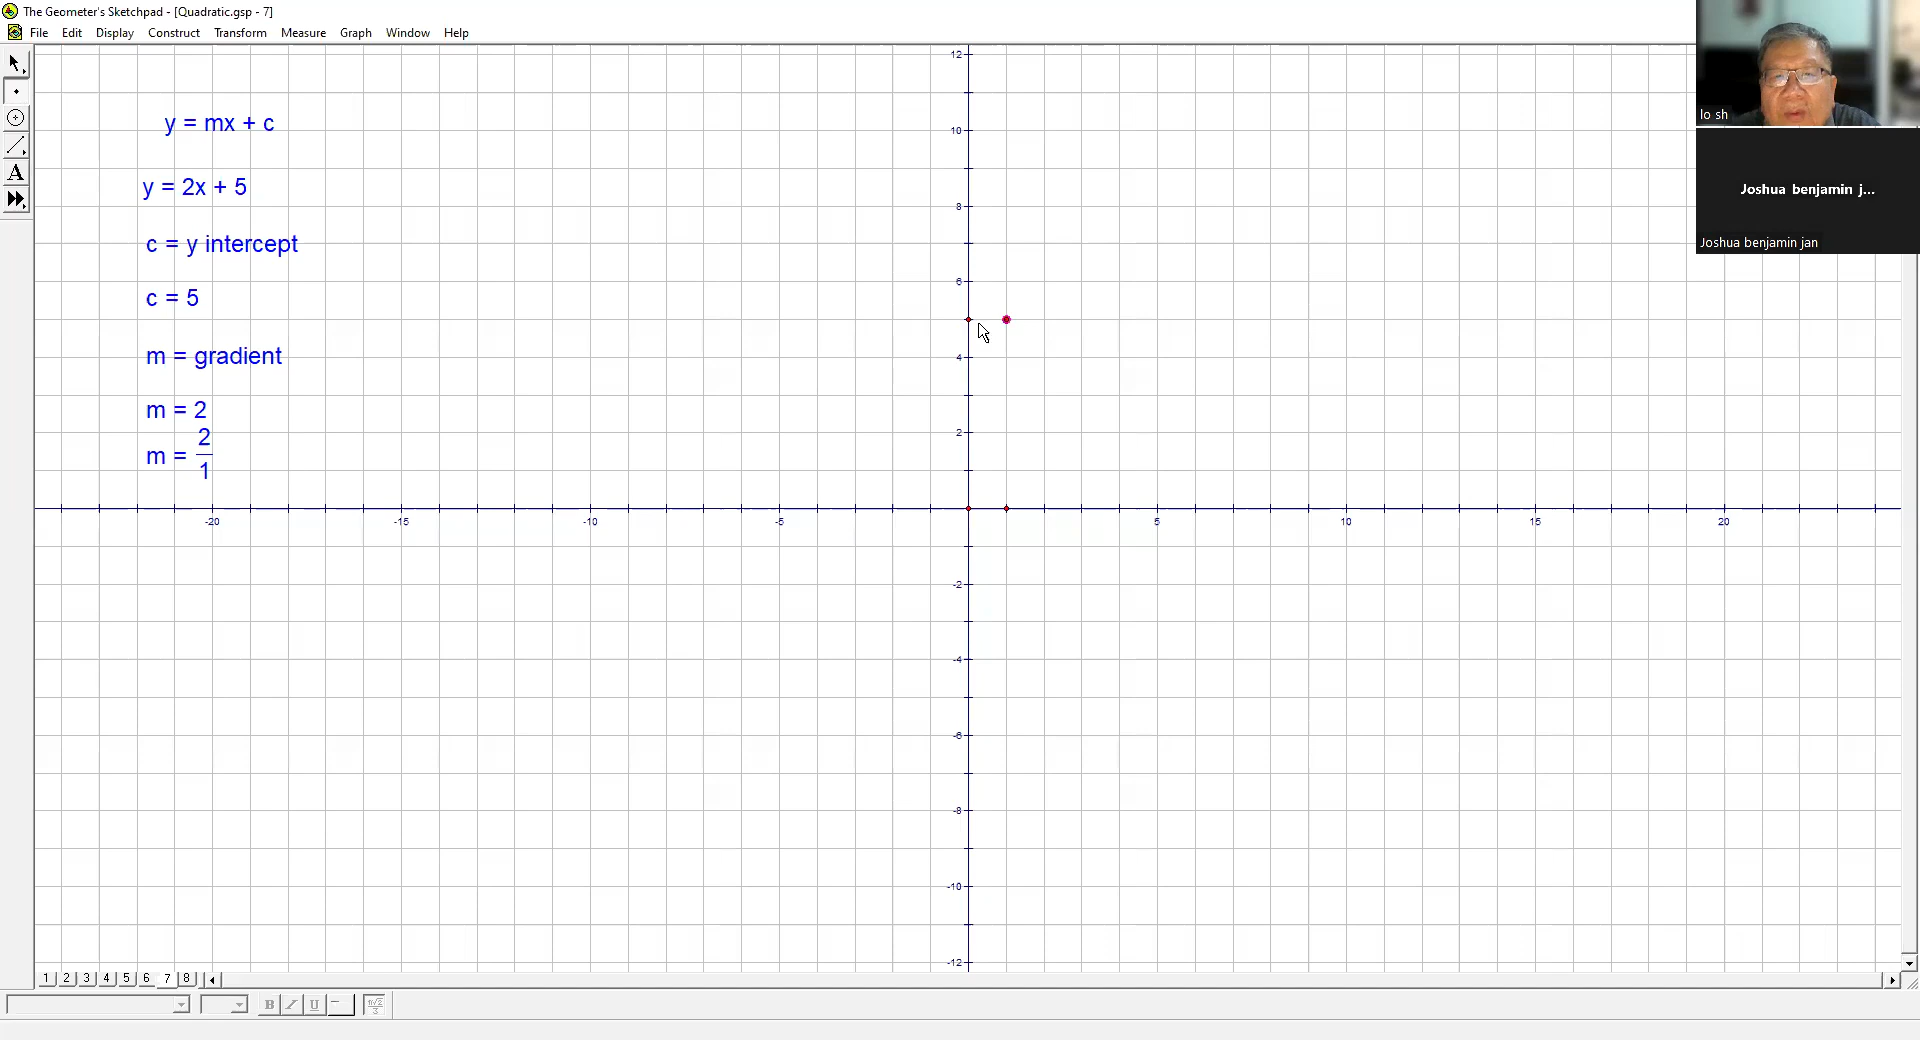 The Geometer's Sketchpad - [Quadratic.gsp - 7]
File Edit Display Construct Transform Measure Graph Window Help
y = mx + c
y = 2x + 5
c = y intercept
c = 5
m = gradient
m = 2
m = 2/1
A
12
10
8
6
4
2
-20 -15 -10 -5 5 10 15 20
-2
-4
-6
-8
-10
-12
lo sh
Joshua benjamin j...
Joshua benjamin jan
1 2 3 4 5 6 7 8
B I U